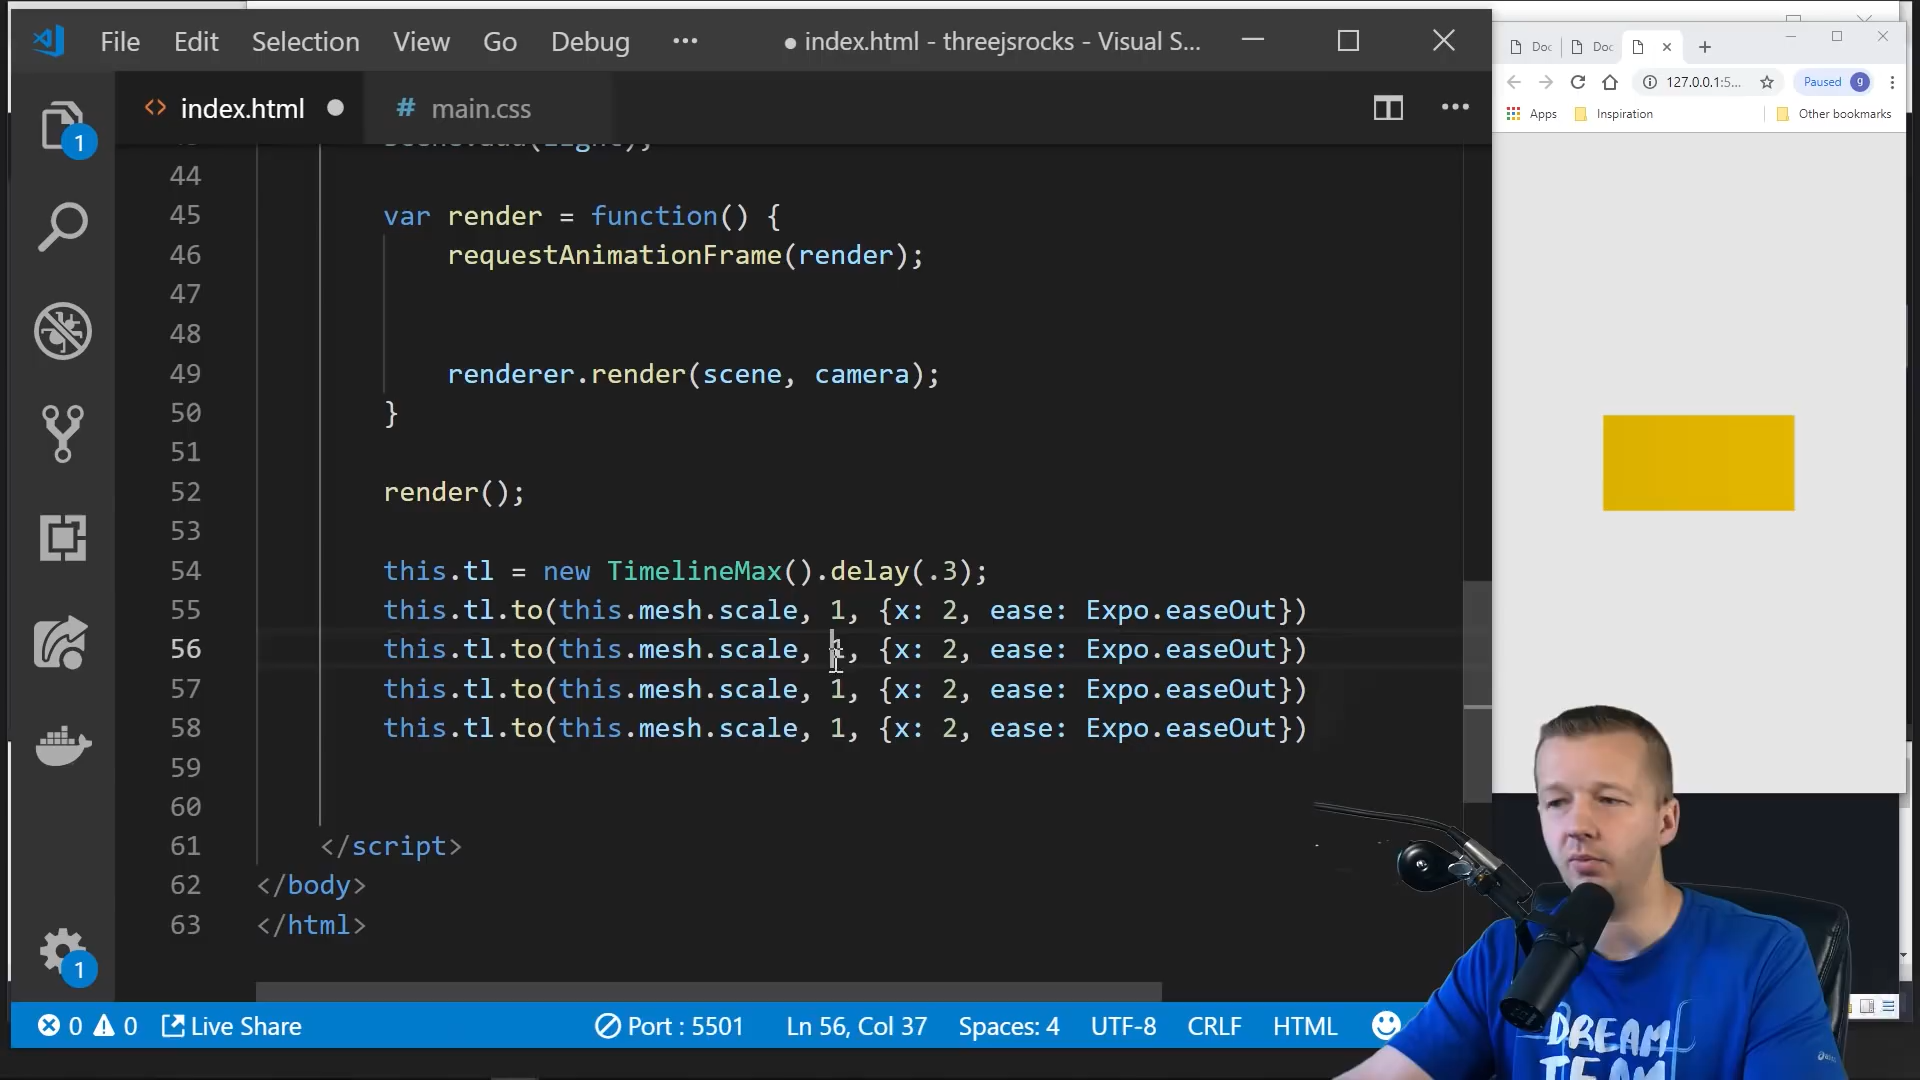 File Edit Selection View Go Debug ··· ● index.html - threejsrocks - Visual S...
index.html ● # main.css ···
44
45 var render = function() {
46 requestAnimationFrame(render);
47
48
49 renderer.render(scene, camera);
50 }
51
52 render();
53
54 this.tl = new TimelineMax().delay(.3);
55 this.tl.to(this.mesh.scale, 1, {x: 2, ease: Expo.easeOut})
56 this.tl.to(this.mesh.scale, 1, {x: 2, ease: Expo.easeOut})
57 this.tl.to(this.mesh.scale, 1, {x: 2, ease: Expo.easeOut})
58 this.tl.to(this.mesh.scale, 1, {x: 2, ease: Expo.easeOut})
59
60
61 </script>
62 </body>
63 </html>
1
1
0 0 Live Share Port : 5501 Ln 56, Col 37 Spaces: 4 UTF-8 CRLF HTML
Doc Doc
127.0.0.1:5... Paused g
Apps Inspiration Other bookmarks
DREAM
TEAM